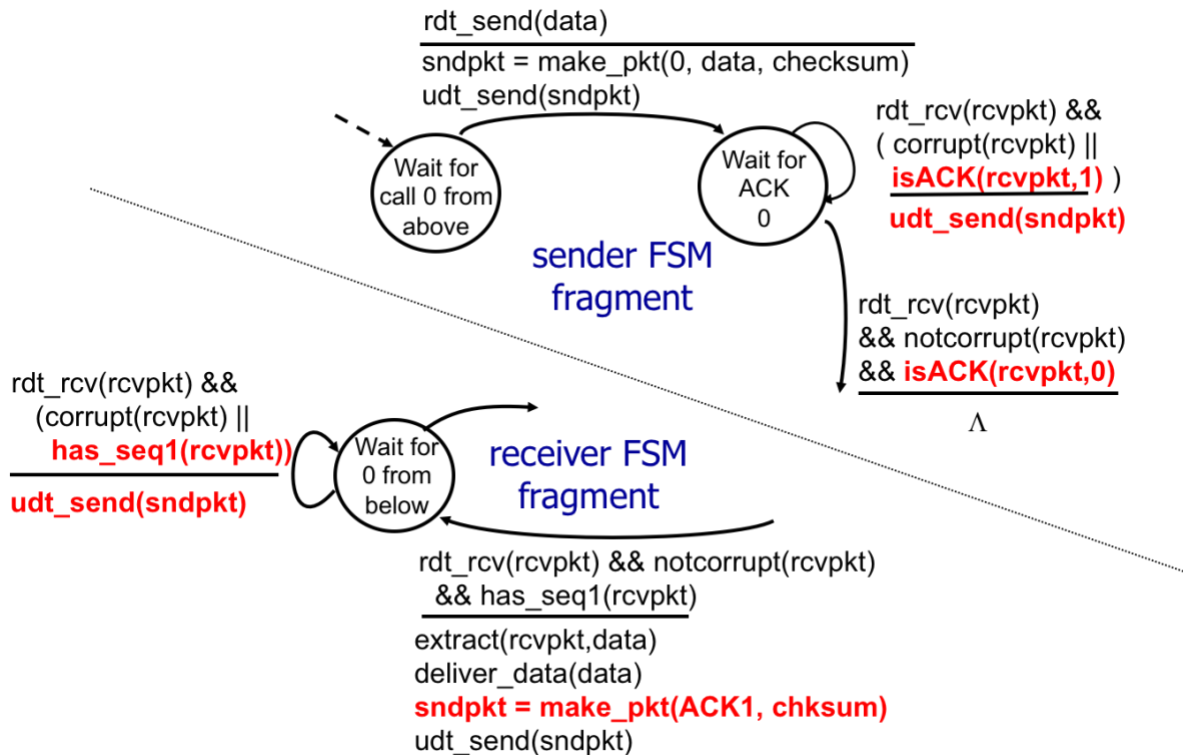 rdt_send(data)
sndpkt = make_pkt(0, data, checksum)
udt_send(sndpkt)
Wait for
call 0 from
above
Wait for
ACK
0
rdt_rcv(rcvpkt) &&
( corrupt(rcvpkt) ||
isACK(rcvpkt,1) )
udt_send(sndpkt)
sender FSM
fragment
rdt_rcv(rcvpkt)
&& notcorrupt(rcvpkt)
&& isACK(rcvpkt,0)
Λ
rdt_rcv(rcvpkt) &&
(corrupt(rcvpkt) ||
has_seq1(rcvpkt))
udt_send(sndpkt)
Wait for
0 from
below
receiver FSM
fragment
rdt_rcv(rcvpkt) && notcorrupt(rcvpkt)
&& has_seq1(rcvpkt)
extract(rcvpkt,data)
deliver_data(data)
sndpkt = make_pkt(ACK1, chksum)
udt_send(sndpkt)